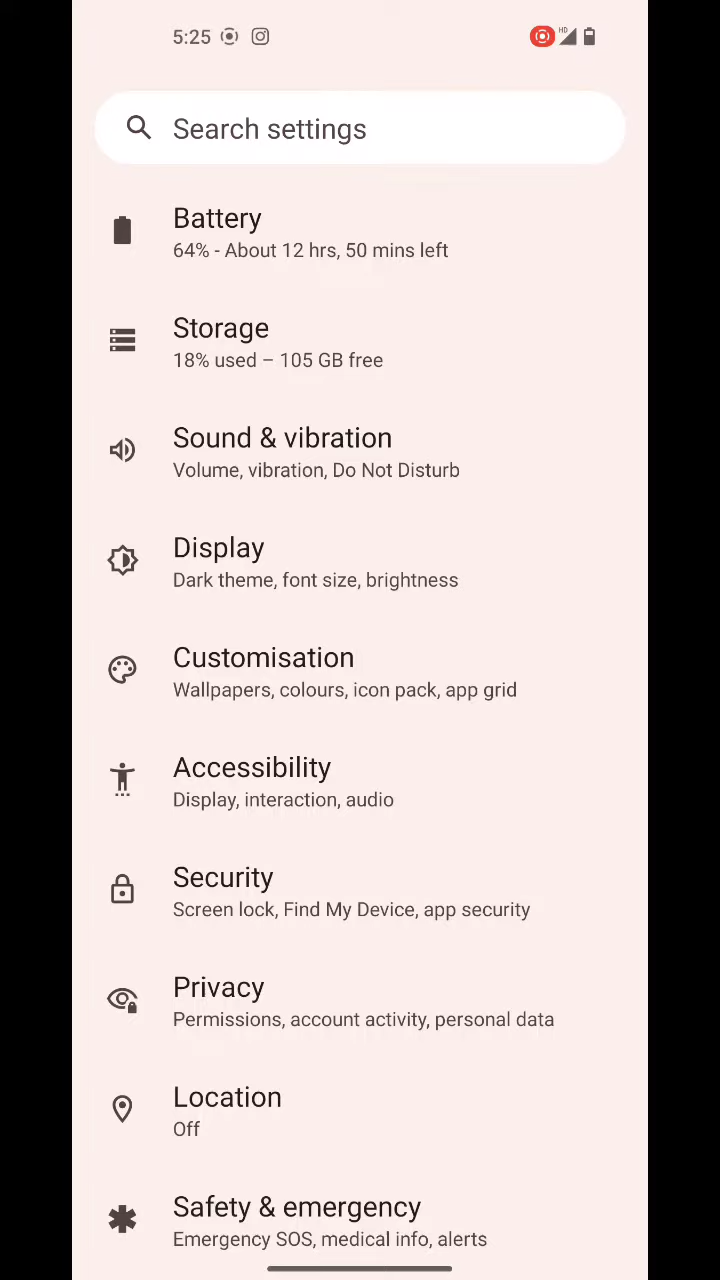 5:25
HD
Search settings
Battery
64% - About 12 hrs, 50 mins left
Storage
18% used – 105 GB free
Sound & vibration
Volume, vibration, Do Not Disturb
Display
Dark theme, font size, brightness
Customisation
Wallpapers, colours, icon pack, app grid
Accessibility
Display, interaction, audio
Security
Screen lock, Find My Device, app security
Privacy
Permissions, account activity, personal data
Location
Off
Safety & emergency
Emergency SOS, medical info, alerts